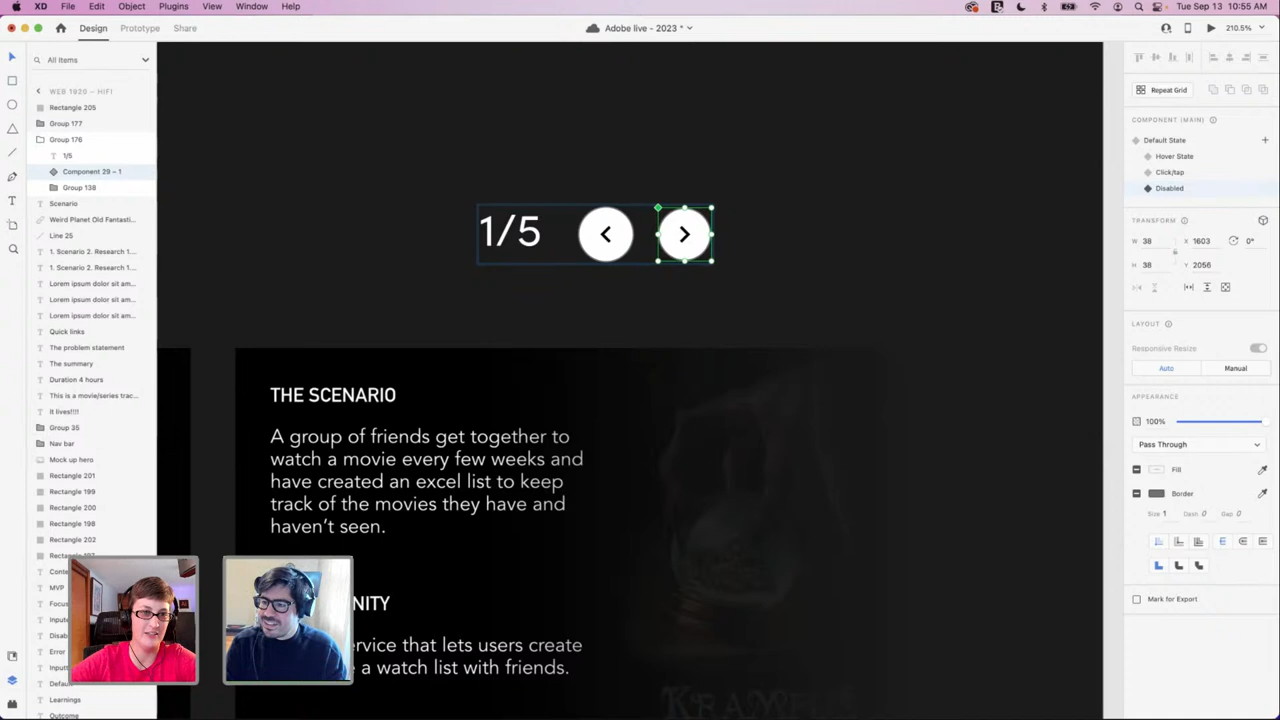 XD File Edit Object Plugins View Window Help
Tue Sep 13 10:55 AM
Design Prototype Share
Adobe live - 2023 *
210.5%
All Items
WEB 1920 – HIFI
Rectangle 205
Group 177
Group 176
1/5
Component 29 – 1
Group 138
Scenario
Weird Planet Old Fantasti...
Line 25
1. Scenario 2. Research 1....
1. Scenario 2. Research 1....
Lorem ipsum dolor sit am...
Lorem ipsum dolor sit am...
Lorem ipsum dolor sit am...
Quick links
The problem statement
The summary
Duration 4 hours
This is a movie/series trac...
It lives!!!!
Group 35
Nav bar
Mock up hero
Rectangle 201
Rectangle 199
Rectangle 200
Rectangle 198
Rectangle 202
MVP
Error
Learnings
Outcome
1/5
THE SCENARIO
A group of friends get together to
watch a movie every few weeks and
have created an excel list to keep
track of the movies they have and
haven't seen.
NITY
ervice that lets users create
e a watch list with friends.
Repeat Grid
COMPONENT (MAIN)
Default State
Hover State
Click/tap
Disabled
TRANSFORM
W 38 X 1603 0°
H 38 Y 2056
LAYOUT
Responsive Resize
Auto Manual
APPEARANCE
100%
Pass Through
Fill
Border
Size 1 Dash 0 Gap 0
Mark for Export